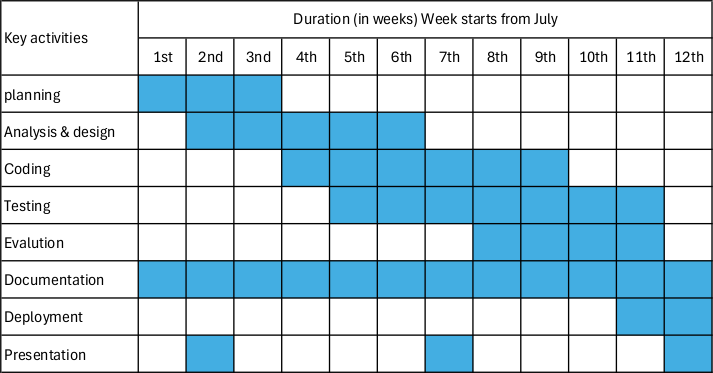 Key activities
Duration (in weeks) Week starts from July
1st 2nd 3nd 4th 5th 6th 7th 8th 9th 10th 11th 12th
planning
Analysis & design
Coding
Testing
Evalution
Documentation
Deployment
Presentation